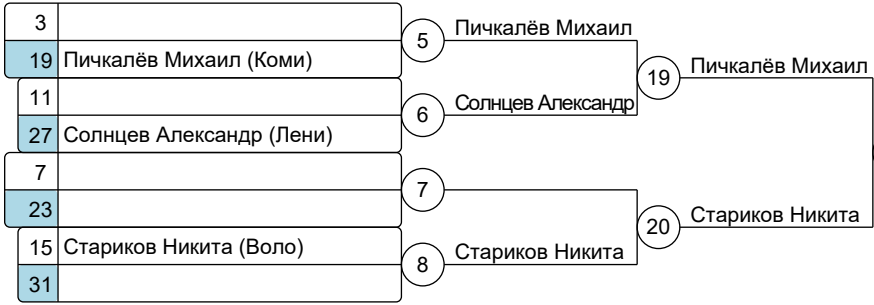 3
5
Пичкалёв Михаил
19 Пичкалёв Михаил (Коми)
19
Пичкалёв Михаил
11
6
Солнцев Александр
27 Солнцев Александр (Лени)
7
7
23
20
Стариков Никита
15 Стариков Никита (Воло)
8
Стариков Никита
31